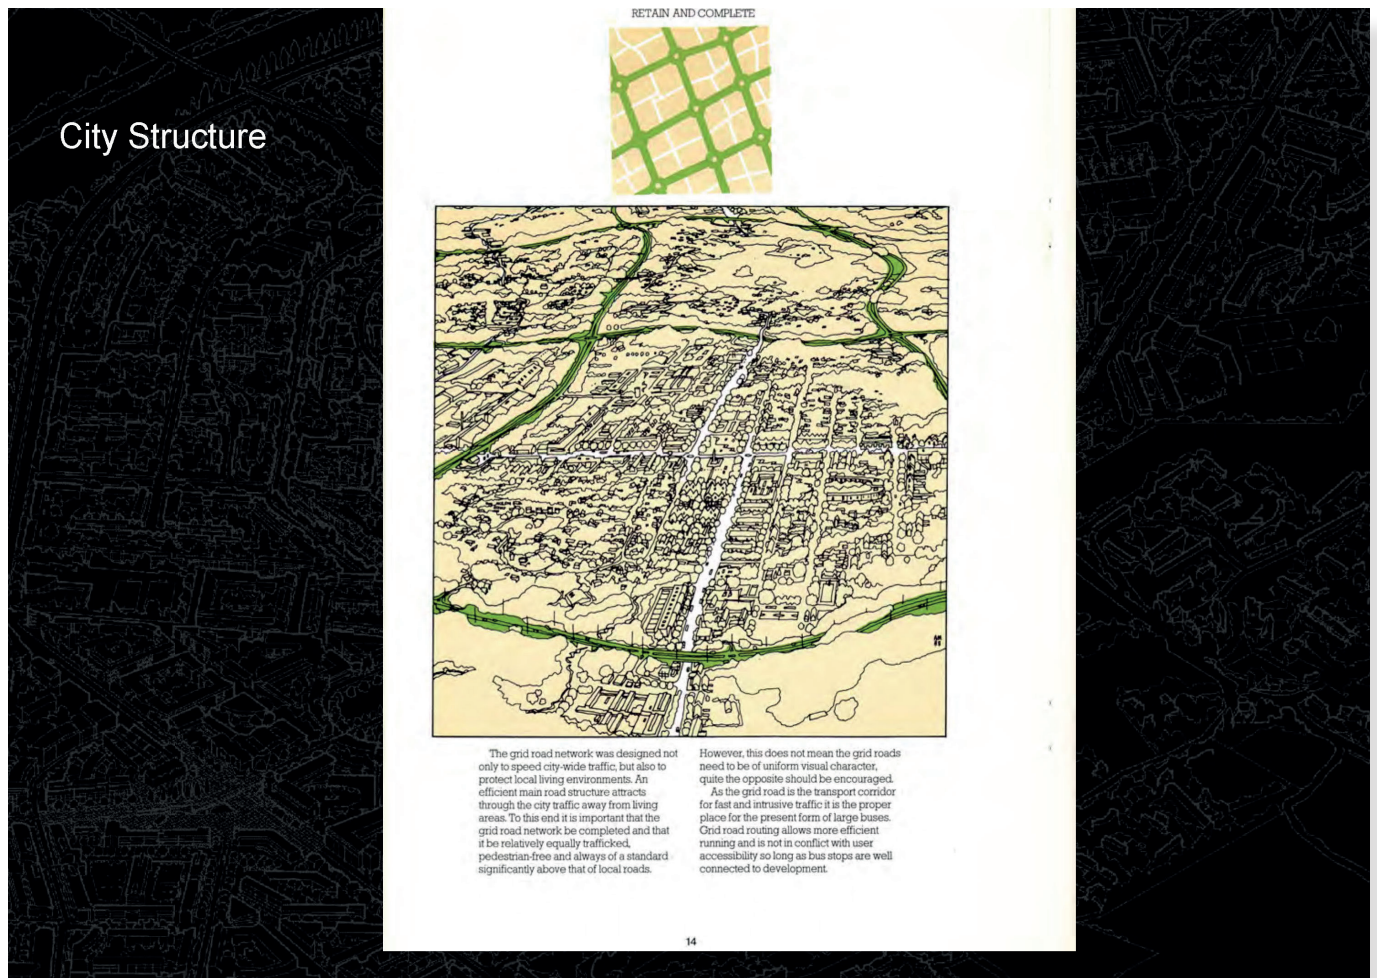 RETAIN AND COMPLETE
City Structure
The grid road network was designed not
only to speed city-wide traffic, but also to
protect local living environments. An
efficient main road structure attracts
through the city traffic away from living
areas. To this end it is important that the
grid road network be completed and that
it be relatively equally trafficked,
pedestrian-free and always of a standard
significantly above that of local roads.
However, this does not mean the grid roads
need to be of uniform visual character,
quite the opposite should be encouraged.
As the grid road is the transport corridor
for fast and intrusive traffic it is the proper
place for the present form of large buses.
Grid road routing allows more efficient
running and is not in conflict with user
accessibility so long as bus stops are well
connected to development.
14